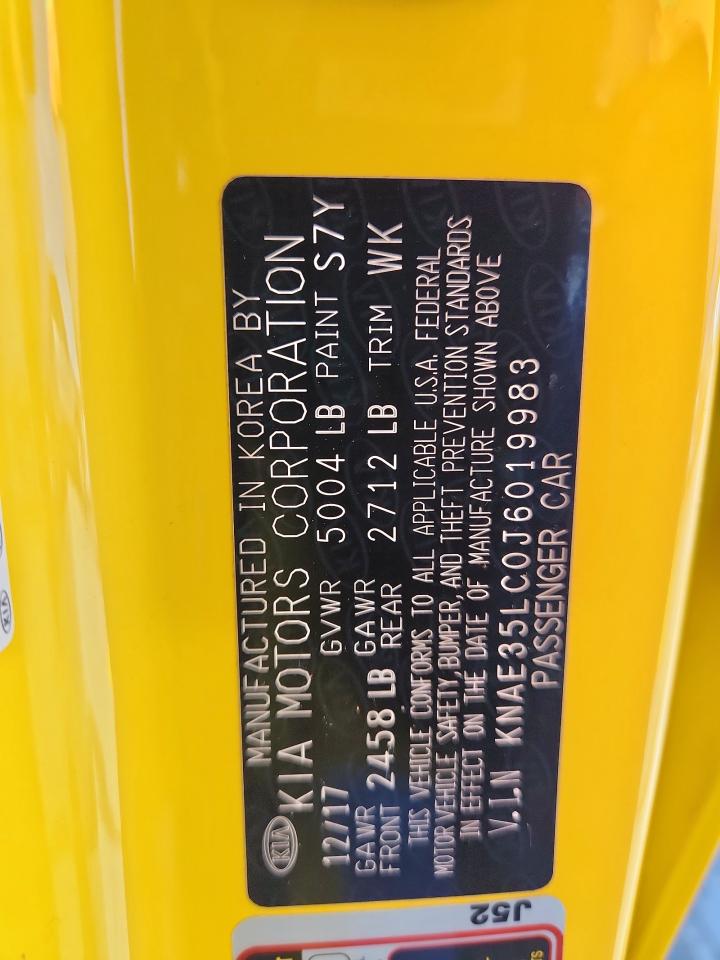 KIA
MANUFACTURED IN KOREA BY
KIA MOTORS CORPORATION
12/17 GVWR 5004 LB PAINT S7Y
GAWR FRONT 2458 LB GAWR REAR 2712 LB TRIM WK
THIS VEHICLE CONFORMS TO ALL APPLICABLE U.S.A. FEDERAL
MOTOR VEHICLE SAFETY, BUMPER, AND THEFT PREVENTION STANDARDS
IN EFFECT ON THE DATE OF MANUFACTURE SHOWN ABOVE
V.I.N KNAE35LC0J6019983
PASSENGER CAR
J52
KIA